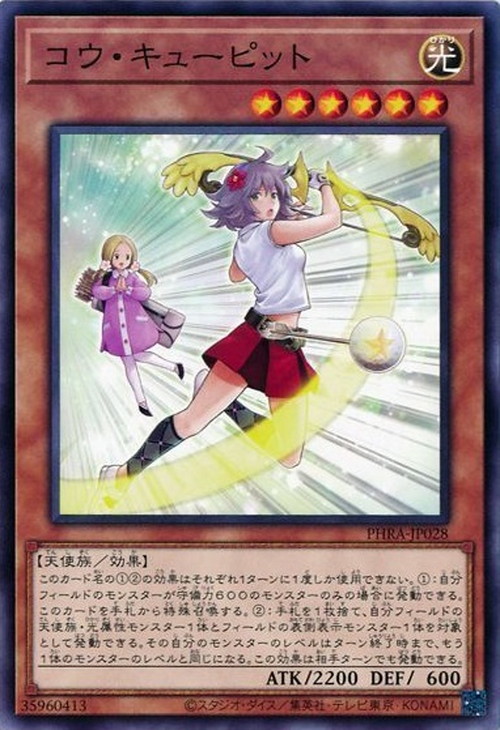 コウ・キューピット
光
PHRA-JP028
【天使族／効果】
このカード名の①②の効果はそれぞれ1ターンに1度しか使用できない。①：自分
フィールドのモンスターが守備力600のモンスターのみの場合に発動できる。
このカードを手札から特殊召喚する。②：手札を1枚捨て、自分フィールドの
天使族・光属性モンスター1体とフィールドの表側表示モンスター1体を対象
として発動できる。その自分のモンスターのレベルはターン終了時まで、もう
1体のモンスターのレベルと同じになる。この効果は相手ターンでも発動できる。
ATK/2200 DEF/ 600
35960413 ©スタジオ・ダイス／集英社・テレビ東京・KONAMI